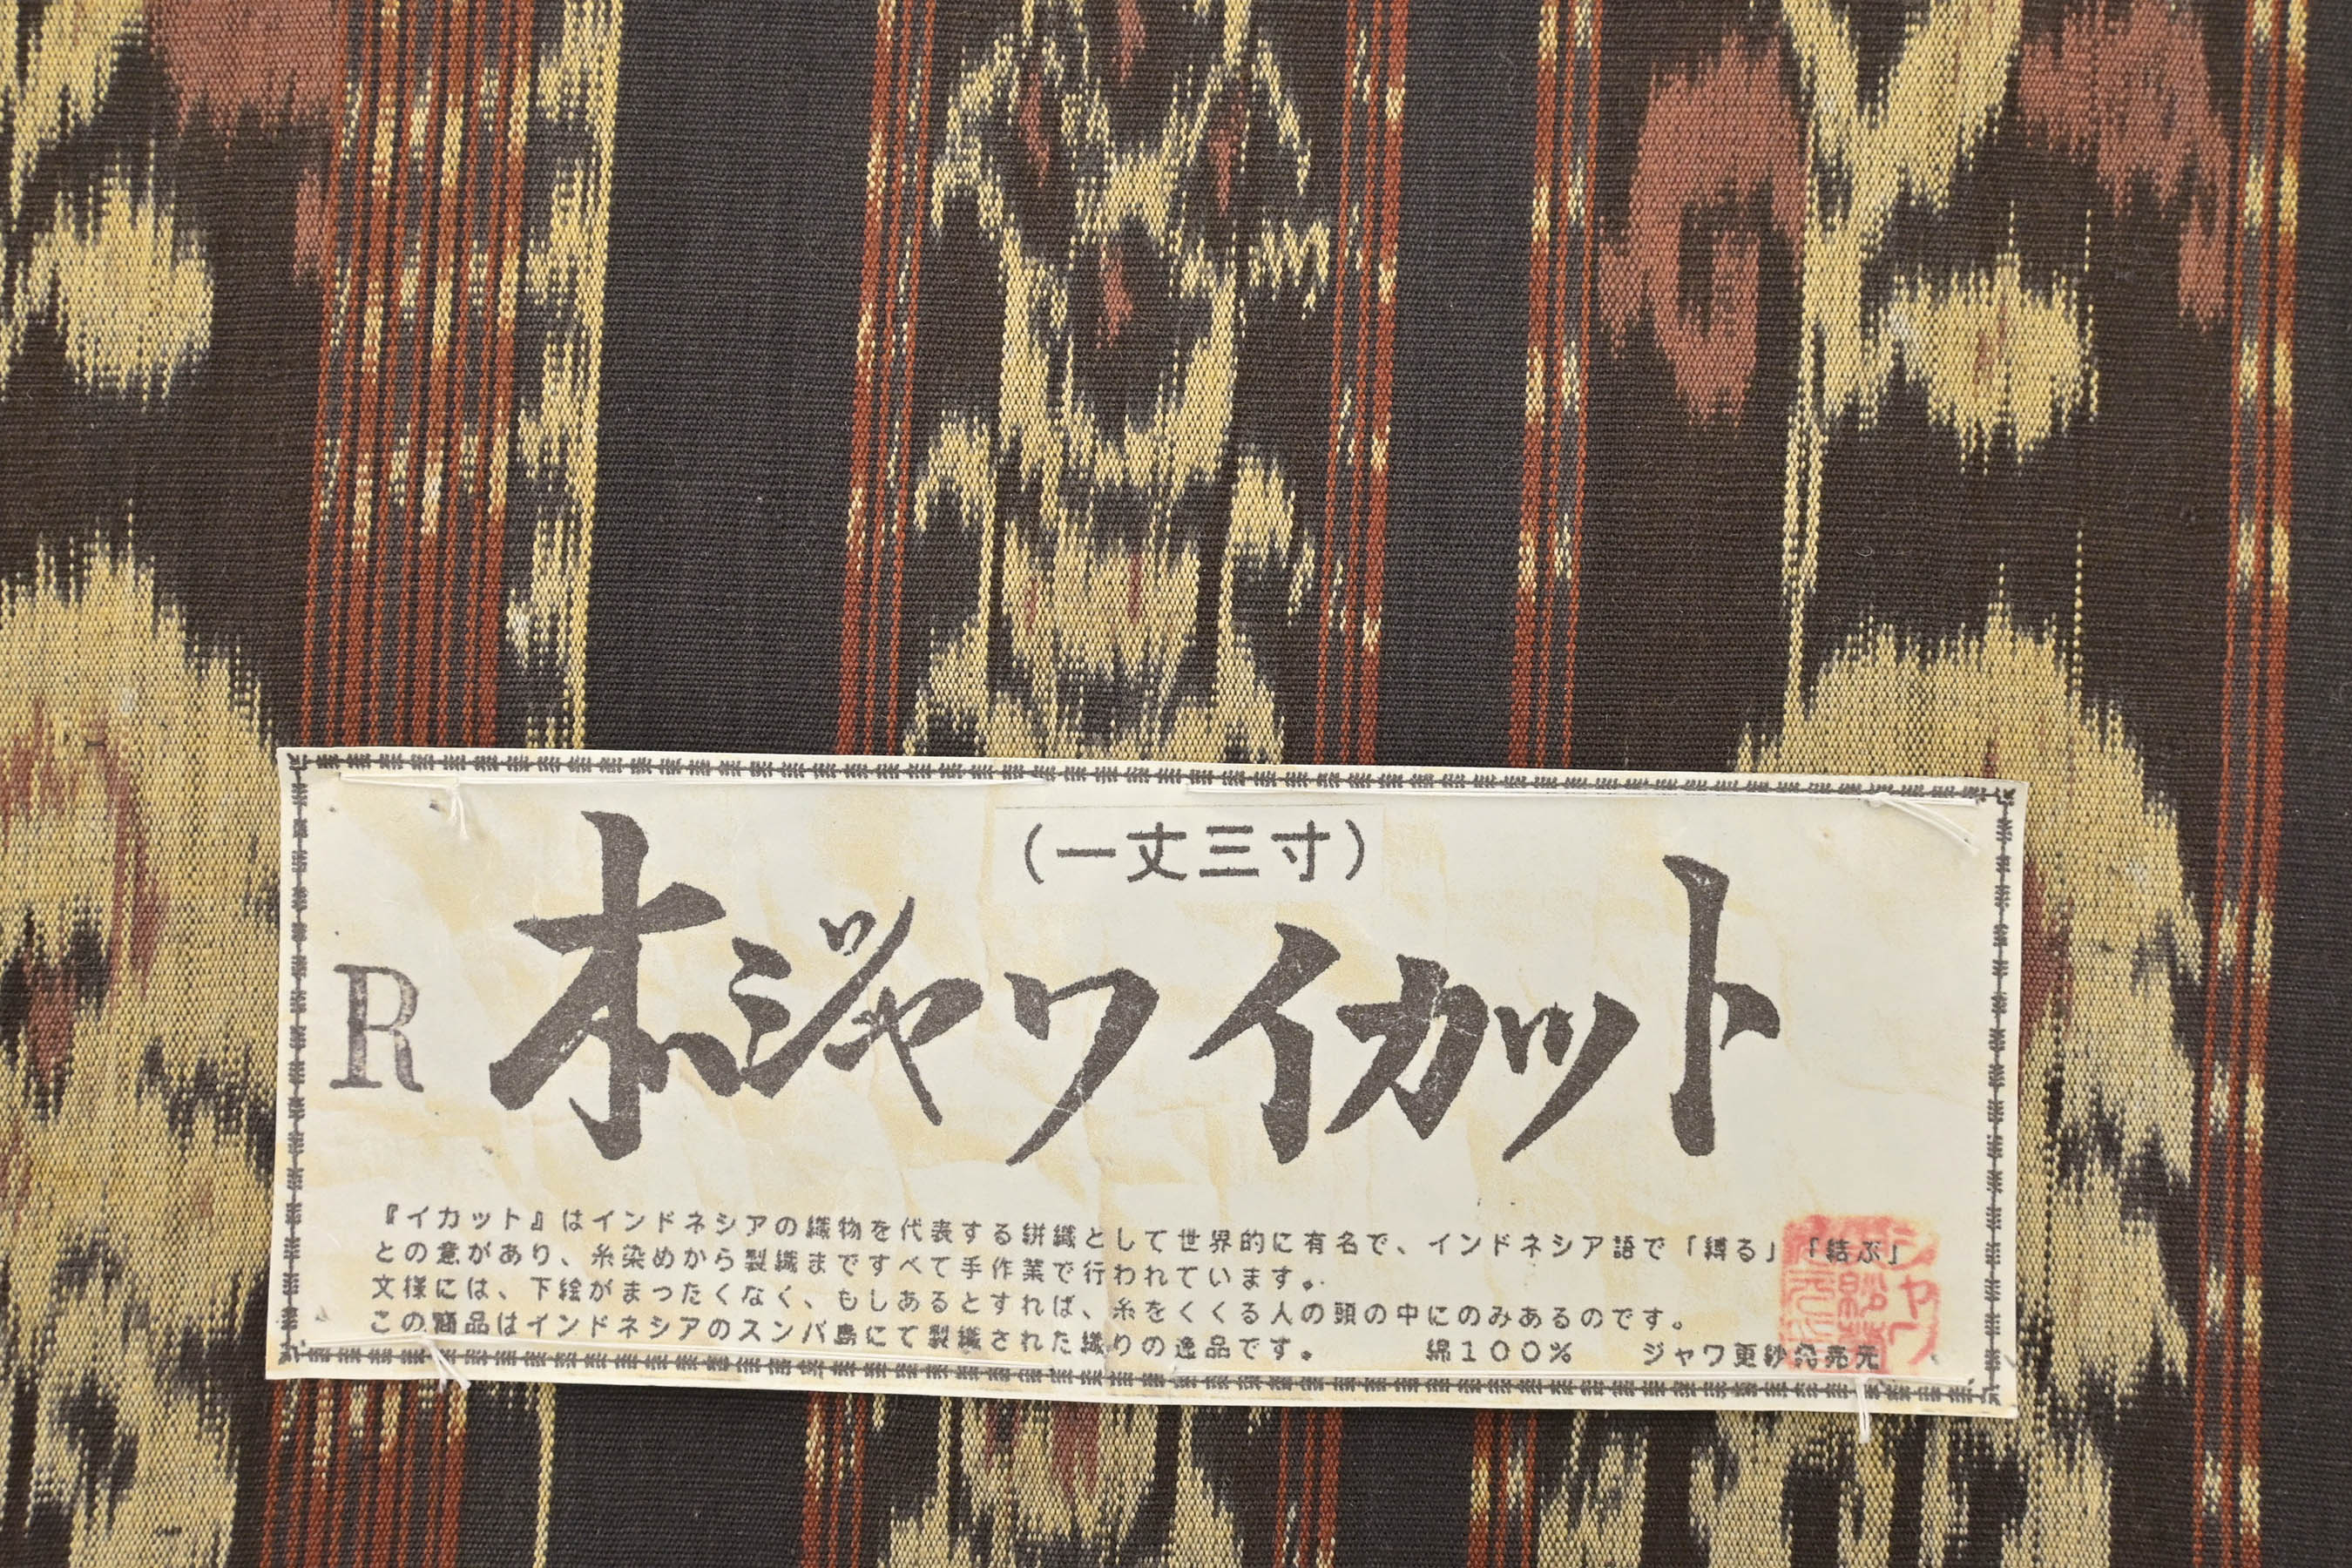 (一丈三寸)
R
本ジャワイカット
『イカット』はインドネシアの織物を代表する絣織として世界的に有名で、インドネシア語で「縛る」「結ぶ」
との意があり、糸染めから製織まですべて手作業で行われています。
文様には、下絵がまったくなく、もしあるとすれば、糸をくくる人の頭の中にのみあるのです。
この商品はインドネシアのスンバ島にて製織された織りの逸品です。 綿100% ジャワ更紗発売元
ジャワ